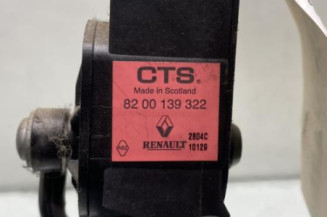 CTS.
Made in Scotland
82 00 139 322
RENAULT
2804C
10129